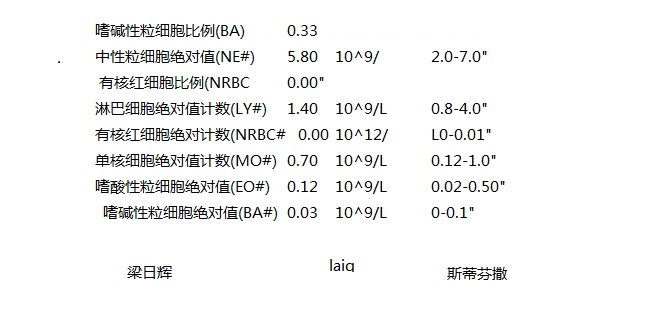 嗜碱性粒细胞比例(BA) 0.33
. 中性粒细胞绝对值(NE#) 5.80 10^9/ 2.0-7.0"
有核红细胞比例(NRBC 0.00"
淋巴细胞绝对值计数(LY#) 1.40 10^9/L 0.8-4.0"
有核红细胞绝对计数(NRBC# 0.00 10^12/ L0-0.01"
单核细胞绝对值计数(MO#) 0.70 10^9/L 0.12-1.0"
嗜酸性粒细胞绝对值(EO#) 0.12 10^9/L 0.02-0.50"
嗜碱性粒细胞绝对值(BA#) 0.03 10^9/L 0-0.1"
梁日辉 laig 斯蒂芬撒